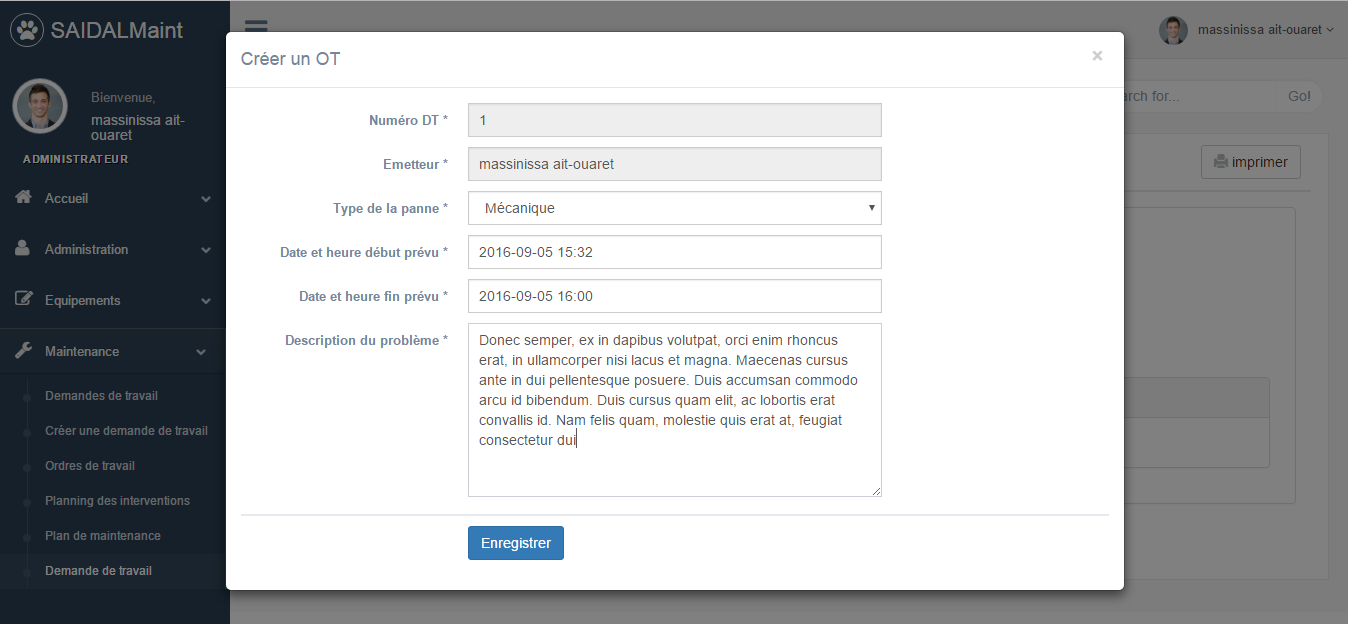 SAIDALMaint
massinissa ait-ouaret
Bienvenue,
massinissa ait-
ouaret
ADMINISTRATEUR
Accueil
Administration
Equipements
Maintenance
Demandes de travail
Créer une demande de travail
Ordres de travail
Planning des interventions
Plan de maintenance
Demande de travail
Créer un OT
×
Numéro DT * 1
Emetteur * massinissa ait-ouaret
Type de la panne * Mécanique
Date et heure début prévu * 2016-09-05 15:32
Date et heure fin prévu * 2016-09-05 16:00
Description du problème *
Donec semper, ex in dapibus volutpat, orci enim rhoncus
erat, in ullamcorper nisi lacus et magna. Maecenas cursus
ante in dui pellentesque posuere. Duis accumsan commodo
arcu id bibendum. Duis cursus quam elit, ac lobortis erat
convallis id. Nam felis quam, molestie quis erat at, feugiat
consectetur dui
Enregistrer
rch for... Go!
imprimer